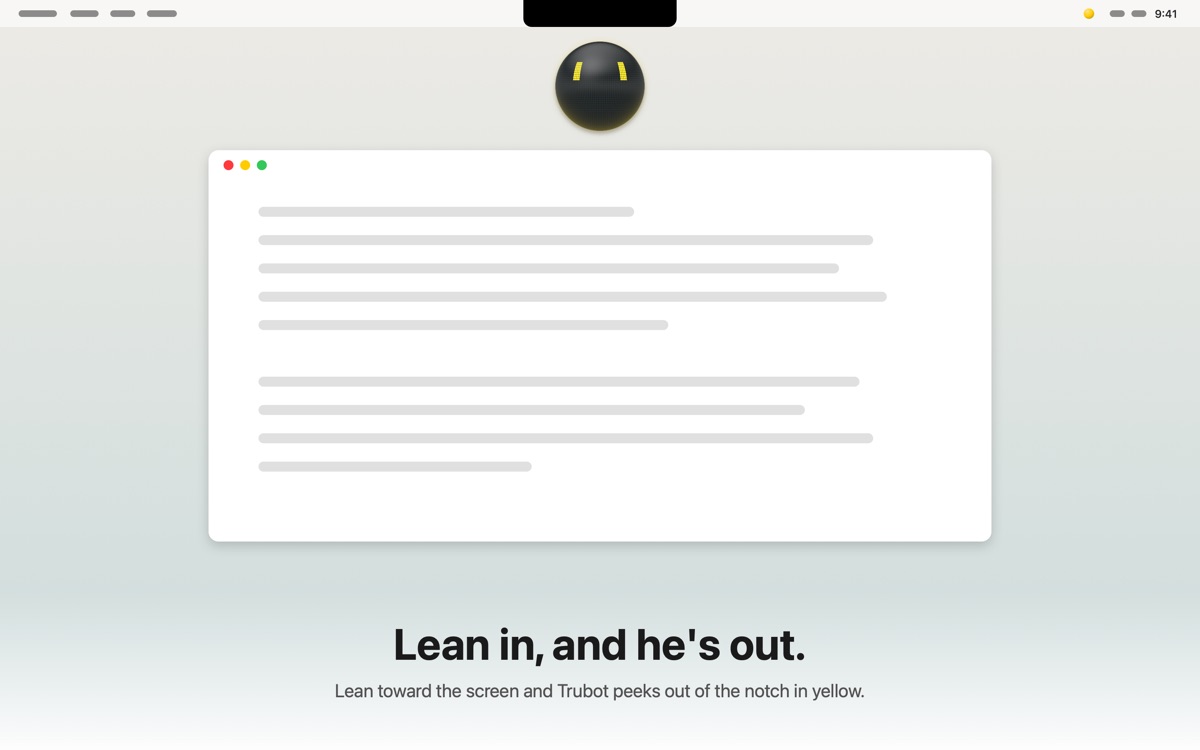 9:41
Lean in, and he's out.
Lean toward the screen and Trubot peeks out of the notch in yellow.